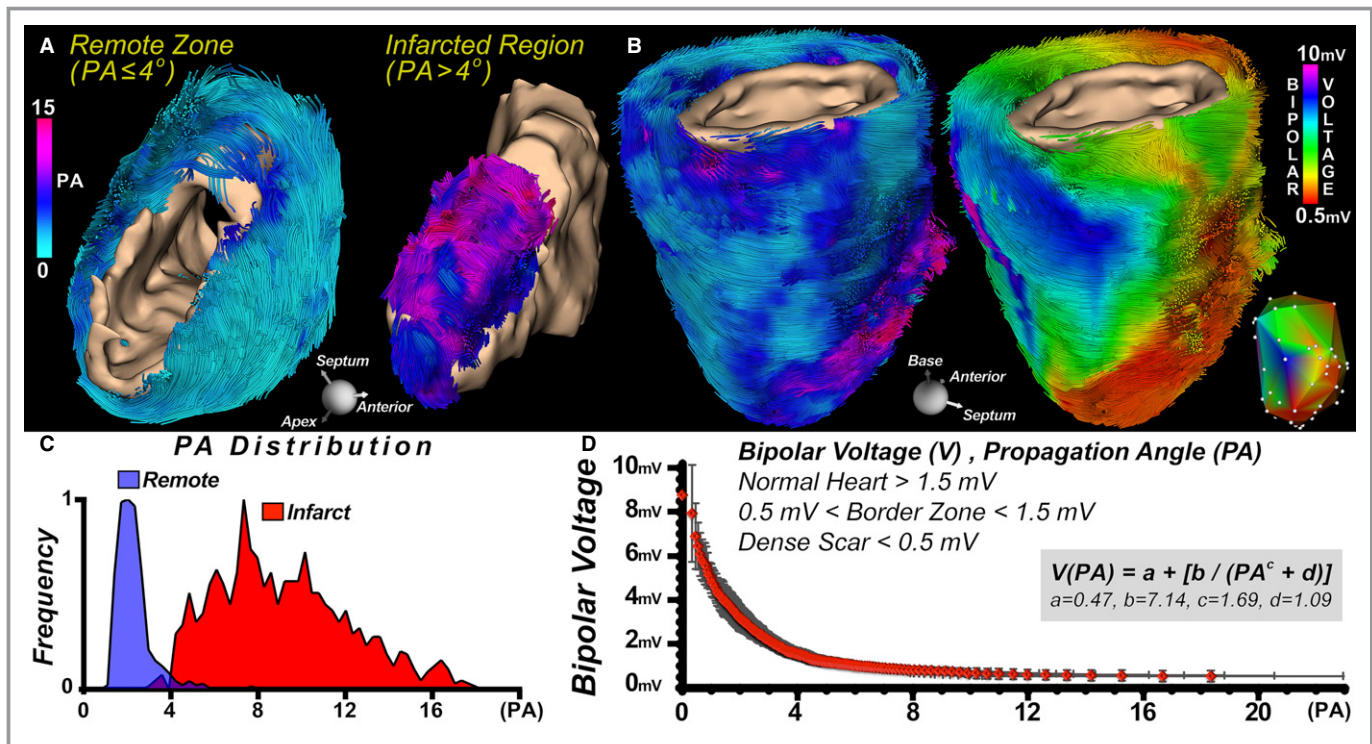 A
Remote Zone
(PA≤4°)
Infarcted Region
(PA>4°)
15
PA
0
Septum
Anterior
Apex
B
10mV
BIPOLAR
VOLTAGE
0.5mV
Base
Anterior
Septum
C
PA Distribution
Remote
Infarct
Frequency
1
0
0
4
8
12
16
(PA)
D
Bipolar Voltage (V) , Propagation Angle (PA)
Normal Heart > 1.5 mV
0.5 mV < Border Zone < 1.5 mV
Dense Scar < 0.5 mV
V(PA) = a + [b / (PAᶜ + d)]
a=0.47, b=7.14, c=1.69, d=1.09
Bipolar Voltage
10mV
8mV
6mV
4mV
2mV
0mV
0
4
8
12
16
20
(PA)